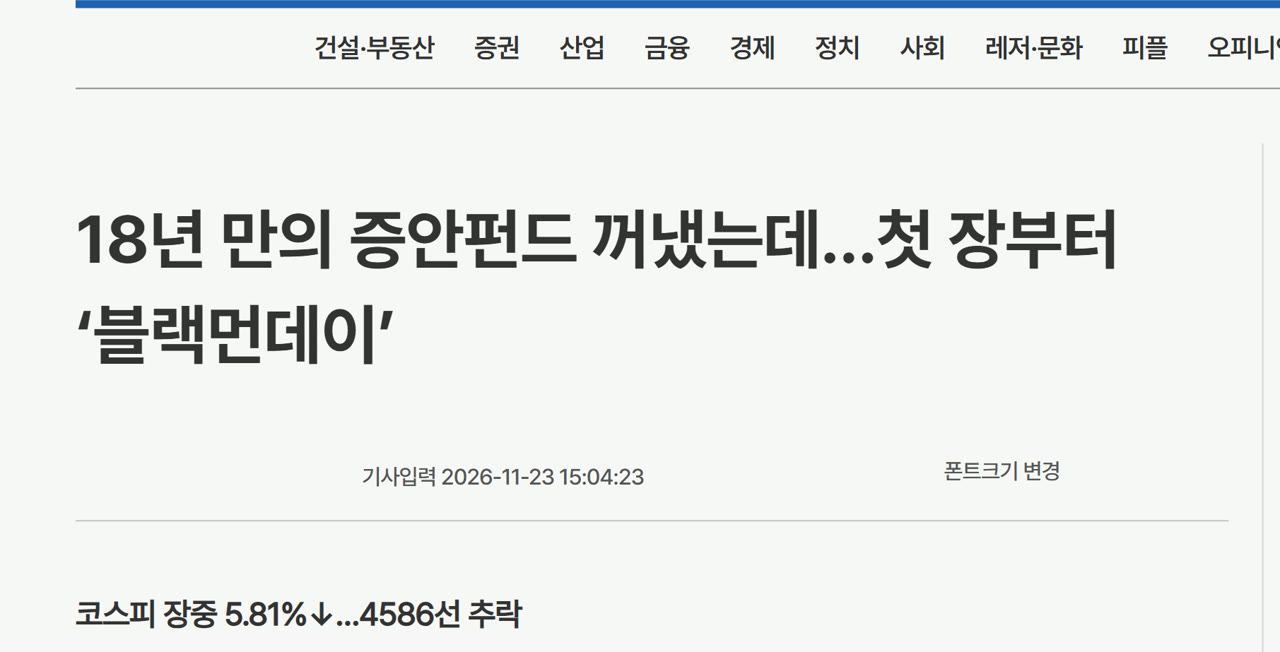 건설·부동산 증권 산업 금융 경제 정치 사회 레저·문화 피플
18년 만의 증안펀드 꺼냈는데…첫 장부터
‘블랙먼데이’
기사입력 2026-11-23 15:04:23 폰트크기 변경
코스피 장중 5.81%↓…4586선 추락